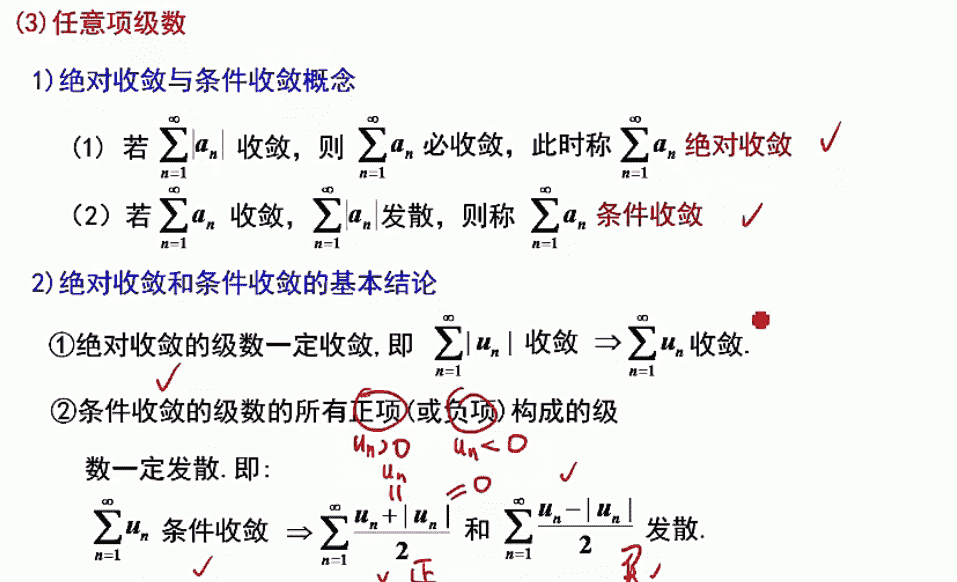 (3)任意项级数
1)绝对收敛与条件收敛概念
(1) 若 $\sum_{n=1}^{\infty}|a_n|$ 收敛，则 $\sum_{n=1}^{\infty}a_n$ 必收敛，此时称 $\sum_{n=1}^{\infty}a_n$ 绝对收敛 ✓
（2）若 $\sum_{n=1}^{\infty}a_n$ 收敛，$\sum_{n=1}^{\infty}|a_n|$ 发散，则称 $\sum_{n=1}^{\infty}a_n$ 条件收敛 ✓
2)绝对收敛和条件收敛的基本结论
①绝对收敛的级数一定收敛,即 $\sum_{n=1}^{\infty}|u_n|$ 收敛 ⇒ $\sum_{n=1}^{\infty}u_n$ 收敛.
✓
②条件收敛的级数的所有正项(或负项)构成的级
$u_n>0$ $u_n<0$
数一定发散.即:
$u_n$
= =0 ✓
$\sum_{n=1}^{\infty}u_n$ 条件收敛 ⇒ $\sum_{n=1}^{\infty}\frac{u_n+|u_n|}{2}$ 和 $\sum_{n=1}^{\infty}\frac{u_n-|u_n|}{2}$ 发散.
✓ ✓ 正